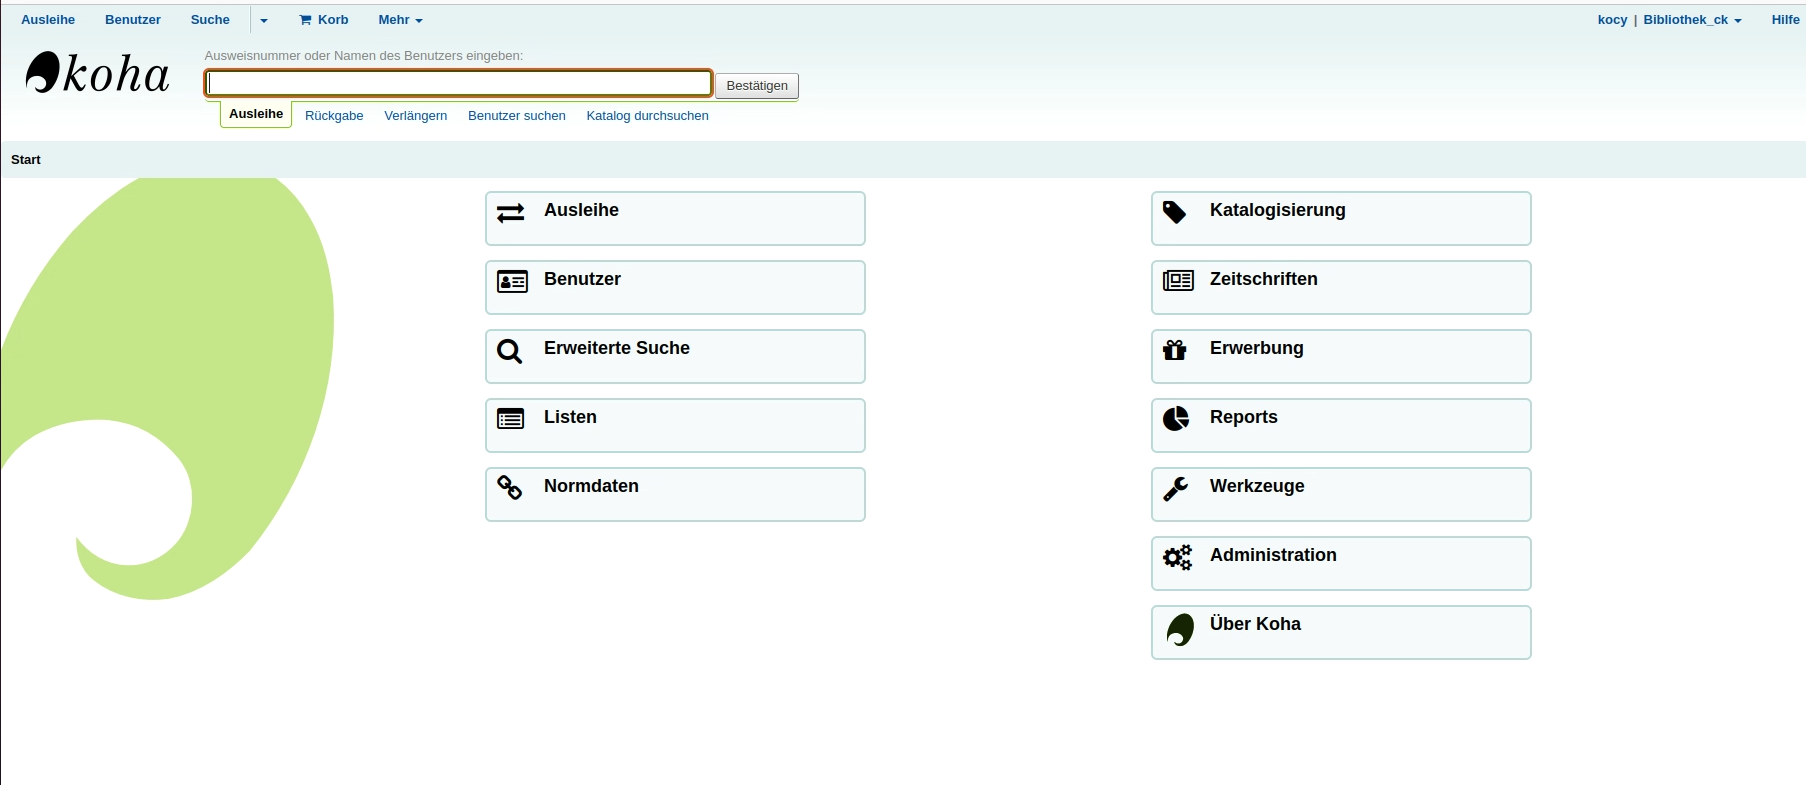 Ausleihe Benutzer Suche Korb Mehr kocy | Bibliothek_ck Hilfe
koha
Ausweisnummer oder Namen des Benutzers eingeben:
Bestätigen
Ausleihe Rückgabe Verlängern Benutzer suchen Katalog durchsuchen
Start
Ausleihe
Benutzer
Erweiterte Suche
Listen
Normdaten
Katalogisierung
Zeitschriften
Erwerbung
Reports
Werkzeuge
Administration
Über Koha